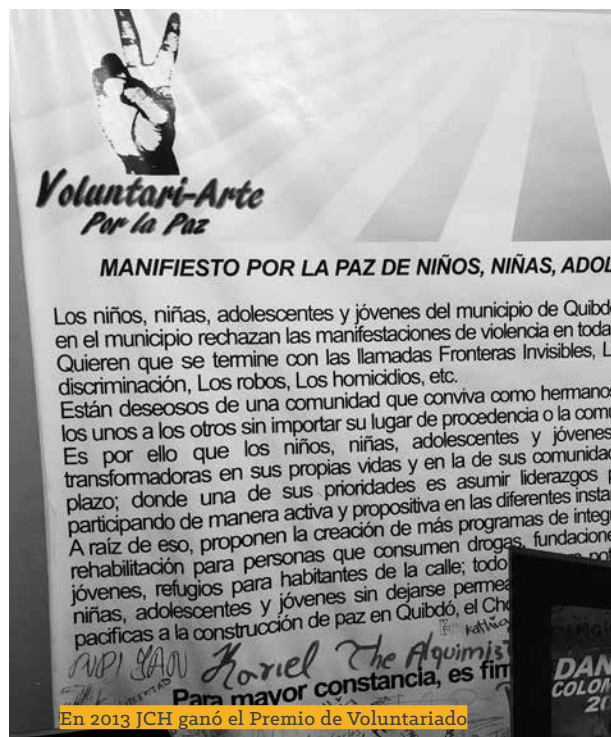 Voluntari-Arte
Por la Paz
MANIFIESTO POR LA PAZ DE NIÑOS, NIÑAS, ADOL
Los niños, niñas, adolescentes y jóvenes del municipio de Quibdó
en el municipio rechazan las manifestaciones de violencia en toda
Quieren que se termine con las llamadas Fronteras Invisibles, L
discriminación, Los robos, Los homicidios, etc.
Están deseosos de una comunidad que conviva como hermanos
los unos a los otros sin importar su lugar de procedencia o la comu
Es por ello que los niños, niñas, adolescentes y jóvenes
transformadoras en sus propias vidas y en la de sus comunidad
plazo; donde una de sus prioridades es asumir liderazgos p
participando de manera activa y propositiva en las diferentes insta
A raíz de eso, proponen la creación de más programas de integr
rehabilitación para personas que consumen drogas, fundacione
jóvenes, refugios para habitantes de la calle; todo
niñas, adolescentes y jóvenes sin dejarse permea
pacificas a la construcción de paz en Quibdó, el Cho
Kariel The Alquimis
Para mayor constancia, es fir
DAN
COLOM
20
En 2013 JCH ganó el Premio de Voluntariado